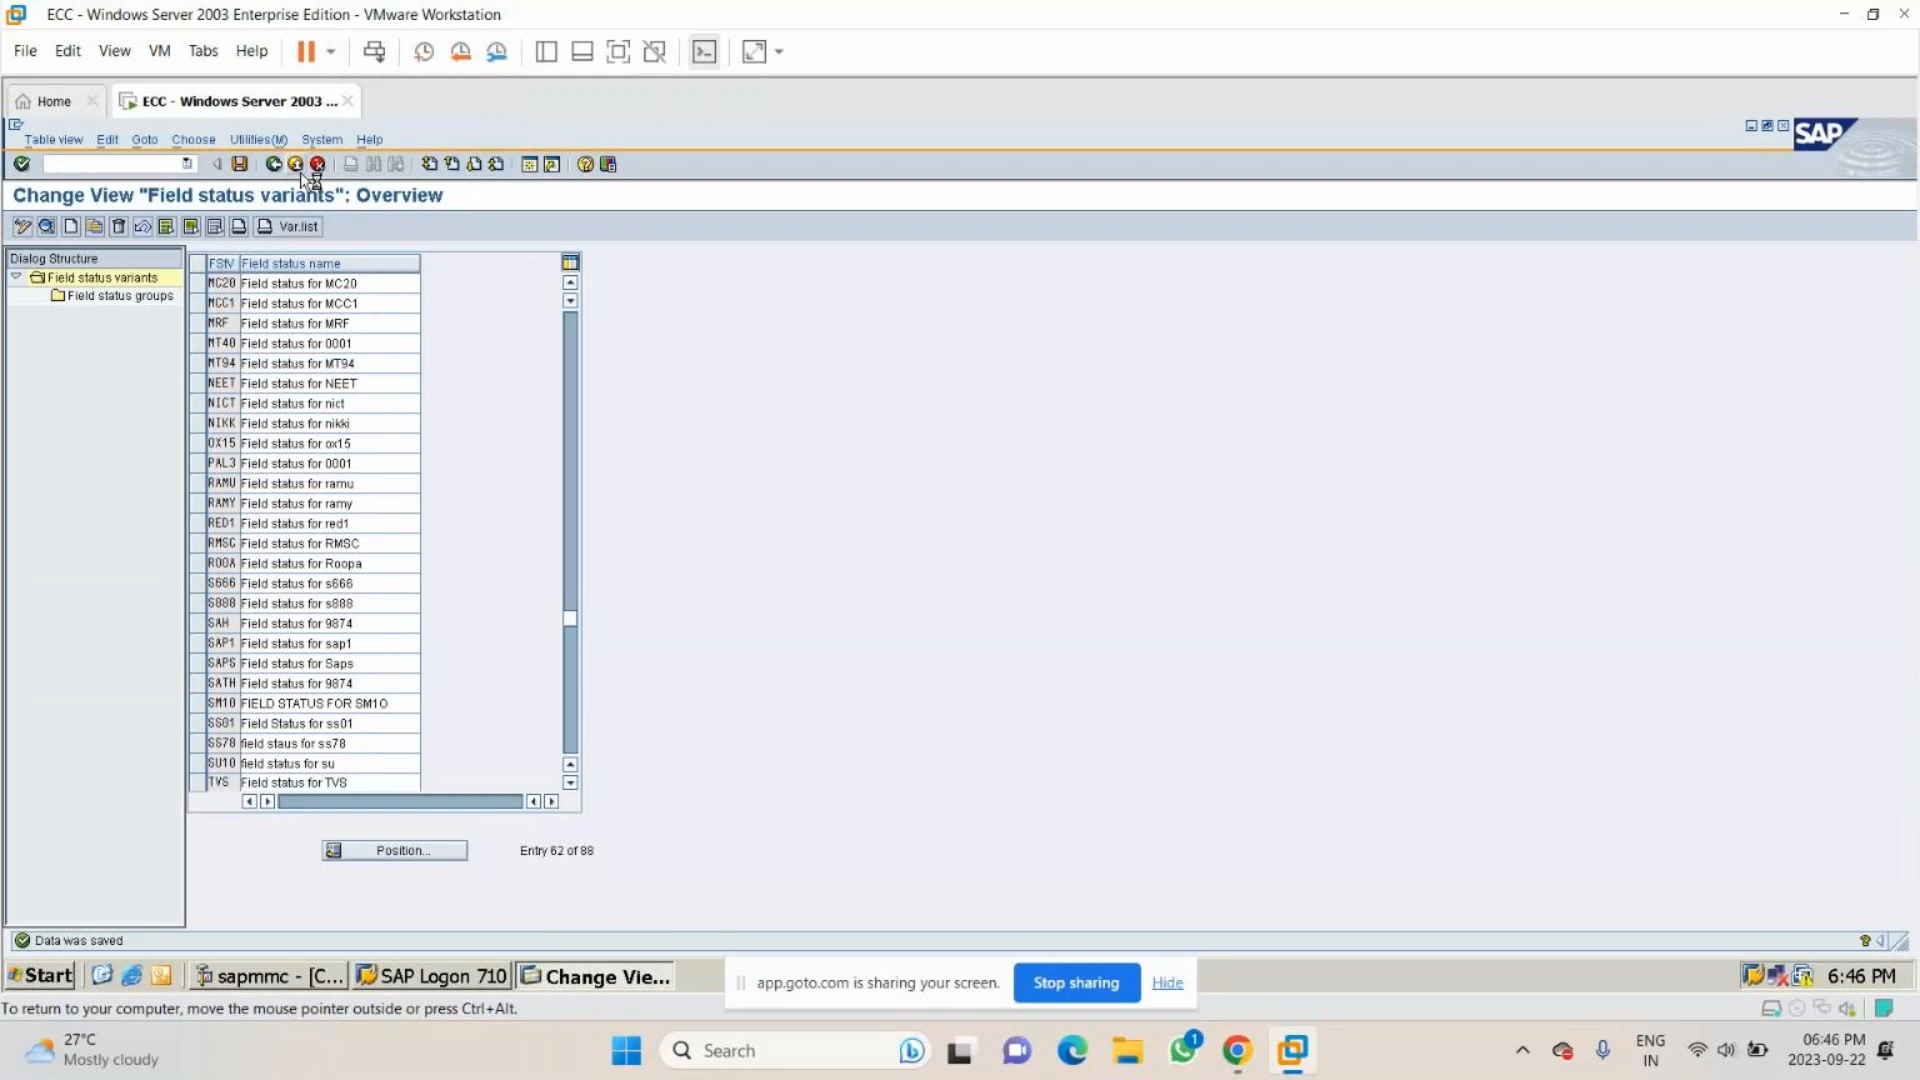 ECC - Windows Server 2003 Enterprise Edition - VMware Workstation
File Edit View VM Tabs Help
Home
ECC - Windows Server 2003 ...
Table view Edit Goto Choose Utilities(M) System Help
SAP
Change View "Field status variants": Overview
Var.list
Dialog Structure
Field status variants
Field status groups
FStV Field status name
MC20 Field status for MC20
MCC1 Field status for MCC1
MRF Field status for MRF
MT40 Field status for 0001
MT94 Field status for MT94
NEET Field status for NEET
NICT Field status for nict
NIKK Field status for nikki
OX15 Field status for ox15
PAL3 Field status for 0001
RAMU Field status for ramu
RAMY Field status for ramy
RED1 Field status for red1
RMSC Field status for RMSC
ROOA Field status for Roopa
S666 Field status for s666
S888 Field status for s888
SAH Field status for 9874
SAP1 Field status for sap1
SAPS Field status for Saps
SATH Field status for 9874
SM10 FIELD STATUS FOR SM1O
SS01 Field Status for ss01
SS78 field staus for ss78
SU10 field status for su
TVS Field status for TVS
Position...
Entry 62 of 88
Data was saved
Start
sapmmc - [C...
SAP Logon 710
Change Vie...
app.goto.com is sharing your screen.
Stop sharing
Hide
6:46 PM
To return to your computer, move the mouse pointer outside or press Ctrl+Alt.
27°C
Mostly cloudy
Search
1
ENG
IN
06:46 PM
2023-09-22